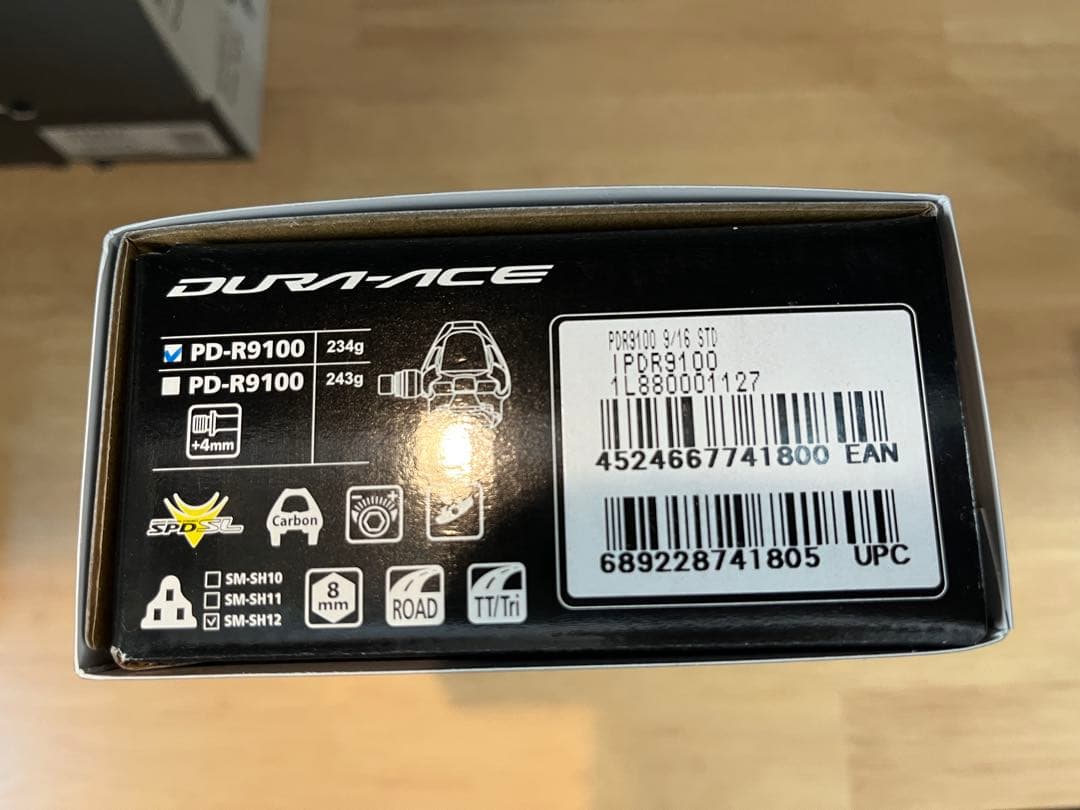 DURA-ACE
PD-R9100 234g
PD-R9100 243g
+4mm
SPD-SL
Carbon
- +
SM-SH10
SM-SH11
SM-SH12
8
mm
ROAD
TT/Tri
PDR9100 9/16 STD
IPDR9100
1L880001127
4524667741800 EAN
689228741805 UPC